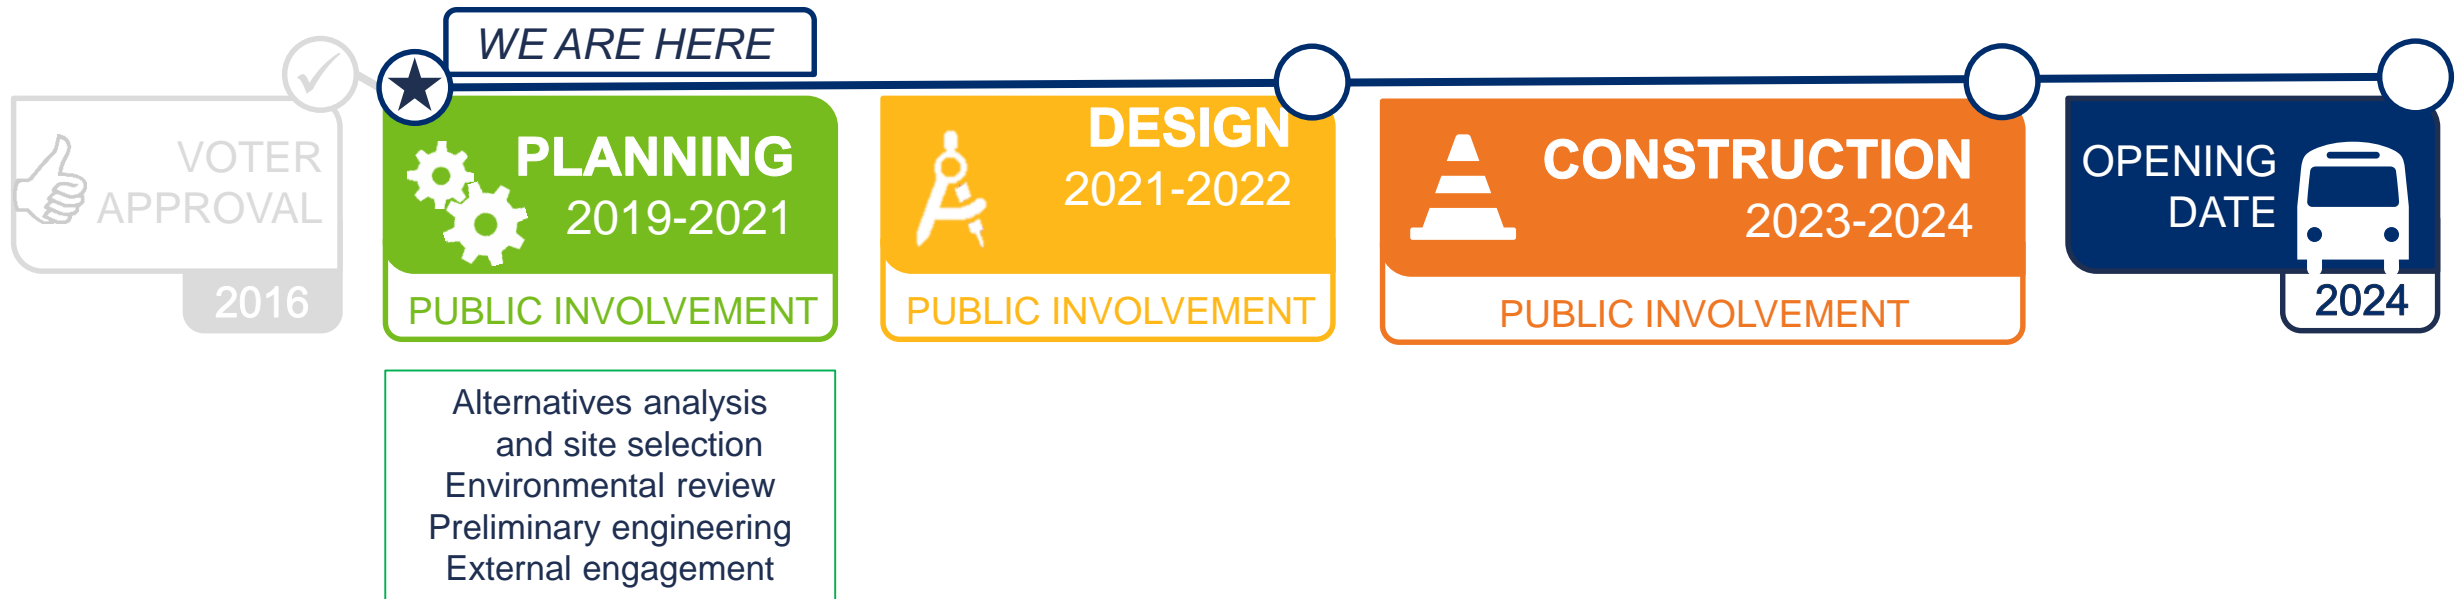 WE ARE HERE
VOTER
APPROVAL
2016
PLANNING
2019-2021
PUBLIC INVOLVEMENT
Alternatives analysis
and site selection
Environmental review
Preliminary engineering
External engagement
DESIGN
2021-2022
PUBLIC INVOLVEMENT
CONSTRUCTION
2023-2024
PUBLIC INVOLVEMENT
OPENING
DATE
2024